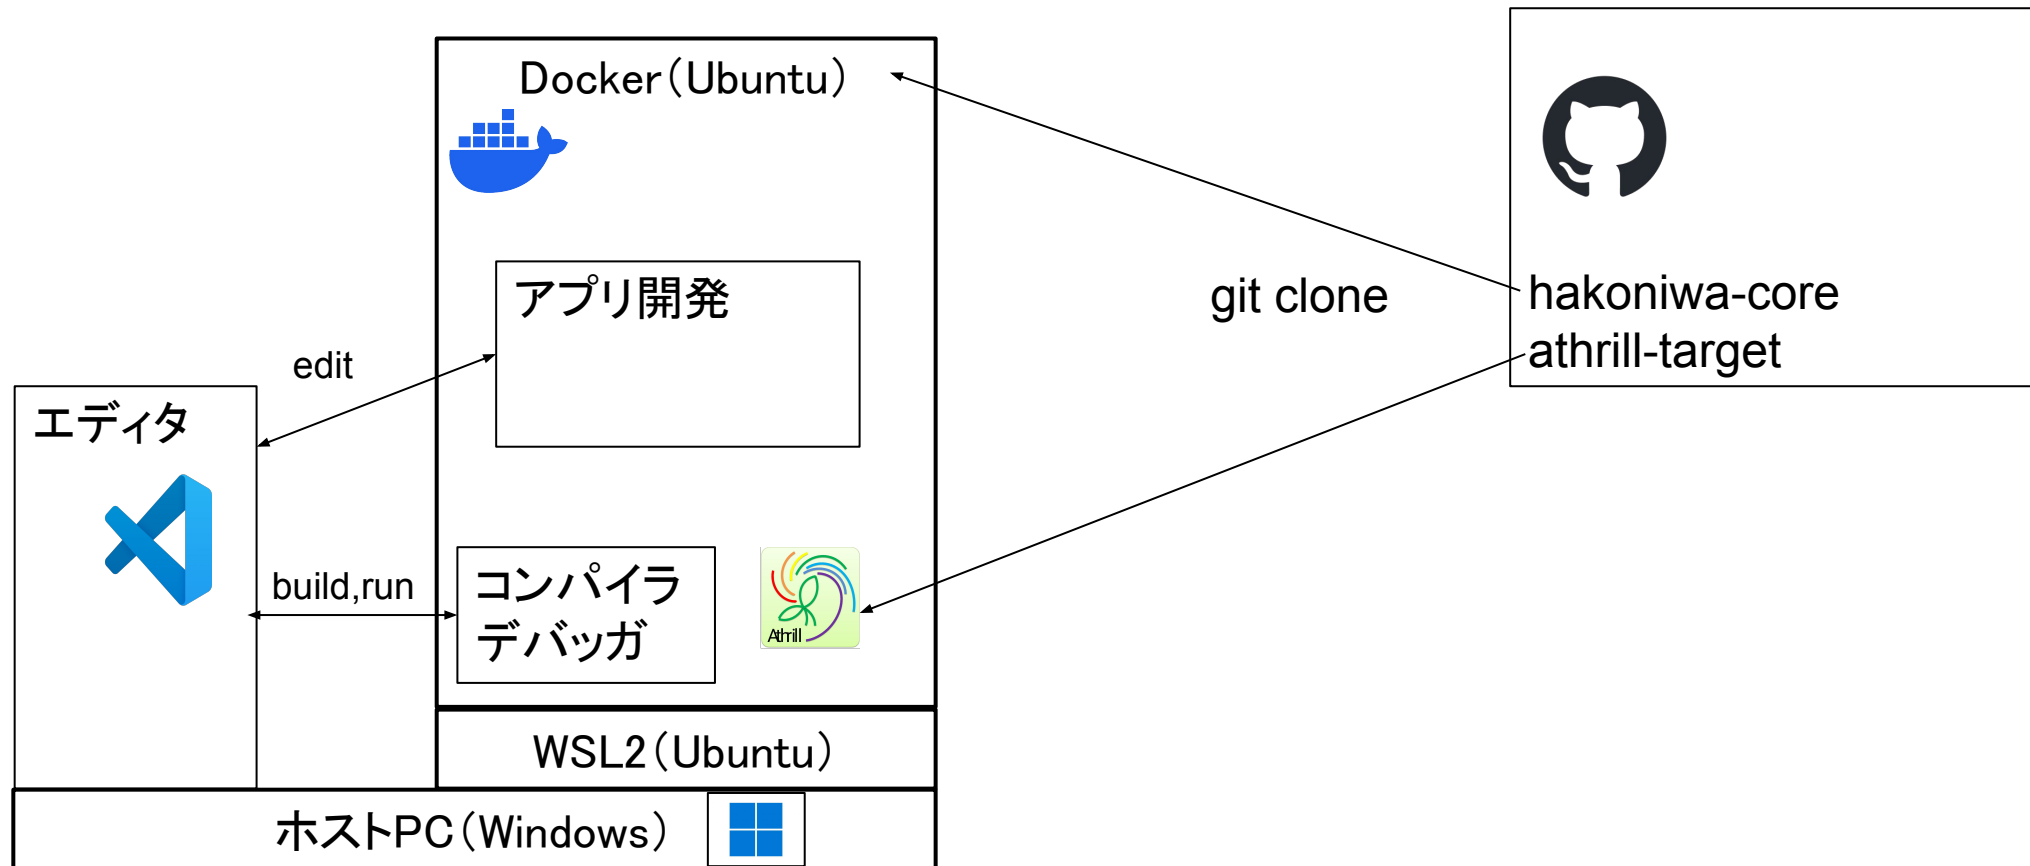 Docker(Ubuntu)
アプリ開発
git clone
hakoniwa-core
athrill-target
edit
エディタ
build,run
コンパイラ
デバッガ
Athrill
WSL2(Ubuntu)
ホストPC(Windows)